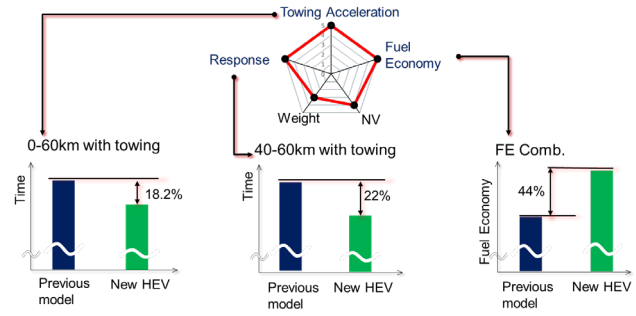 Towing Acceleration
Response
Fuel
Economy
Weight
NV
0-60km with towing
Time
18.2%
Previous
model
New HEV
40-60km with towing
Time
22%
Previous
model
New HEV
FE Comb.
Fuel Economy
44%
Previous
model
New HEV